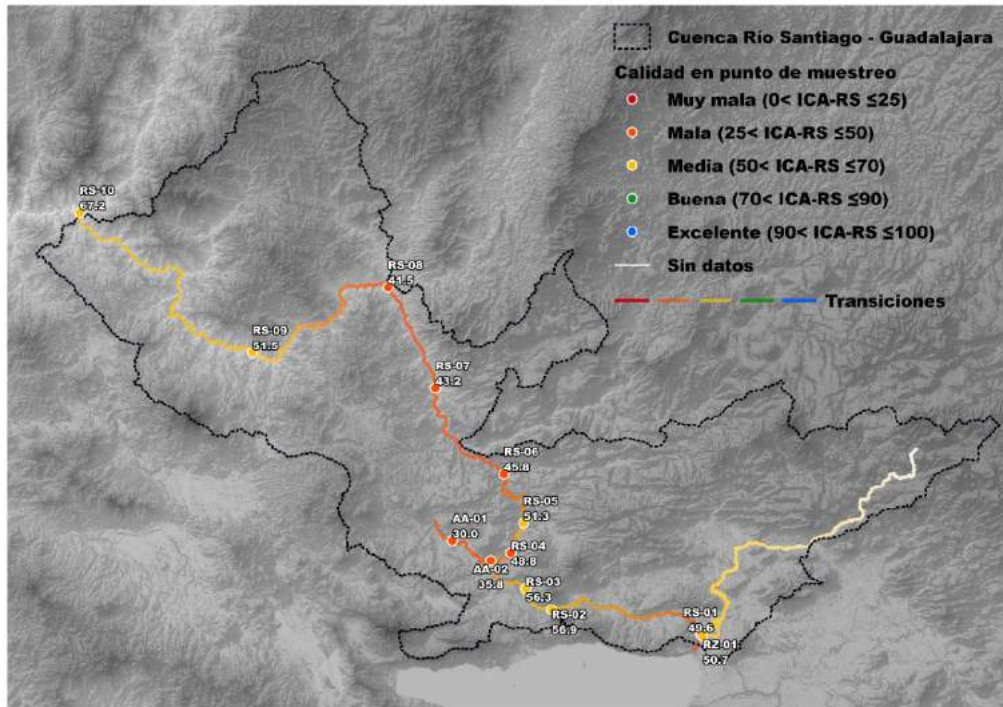 Cuenca Río Santiago - Guadalajara
Calidad en punto de muestreo
Muy mala (0< ICA-RS ≤25)
Mala (25< ICA-RS ≤50)
Media (50< ICA-RS ≤70)
Buena (70< ICA-RS ≤90)
Excelente (90< ICA-RS ≤100)
Sin datos
Transiciones
RS-10
67.2
RS-08
41.5
RS-09
51.5
RS-07
43.2
RS-06
45.8
RS-05
51.3
AA-01
30.0
RS-04
48.8
AA-02
35.8
RS-03
56.3
RS-02
56.9
RS-01
49.6
RZ-01
50.7